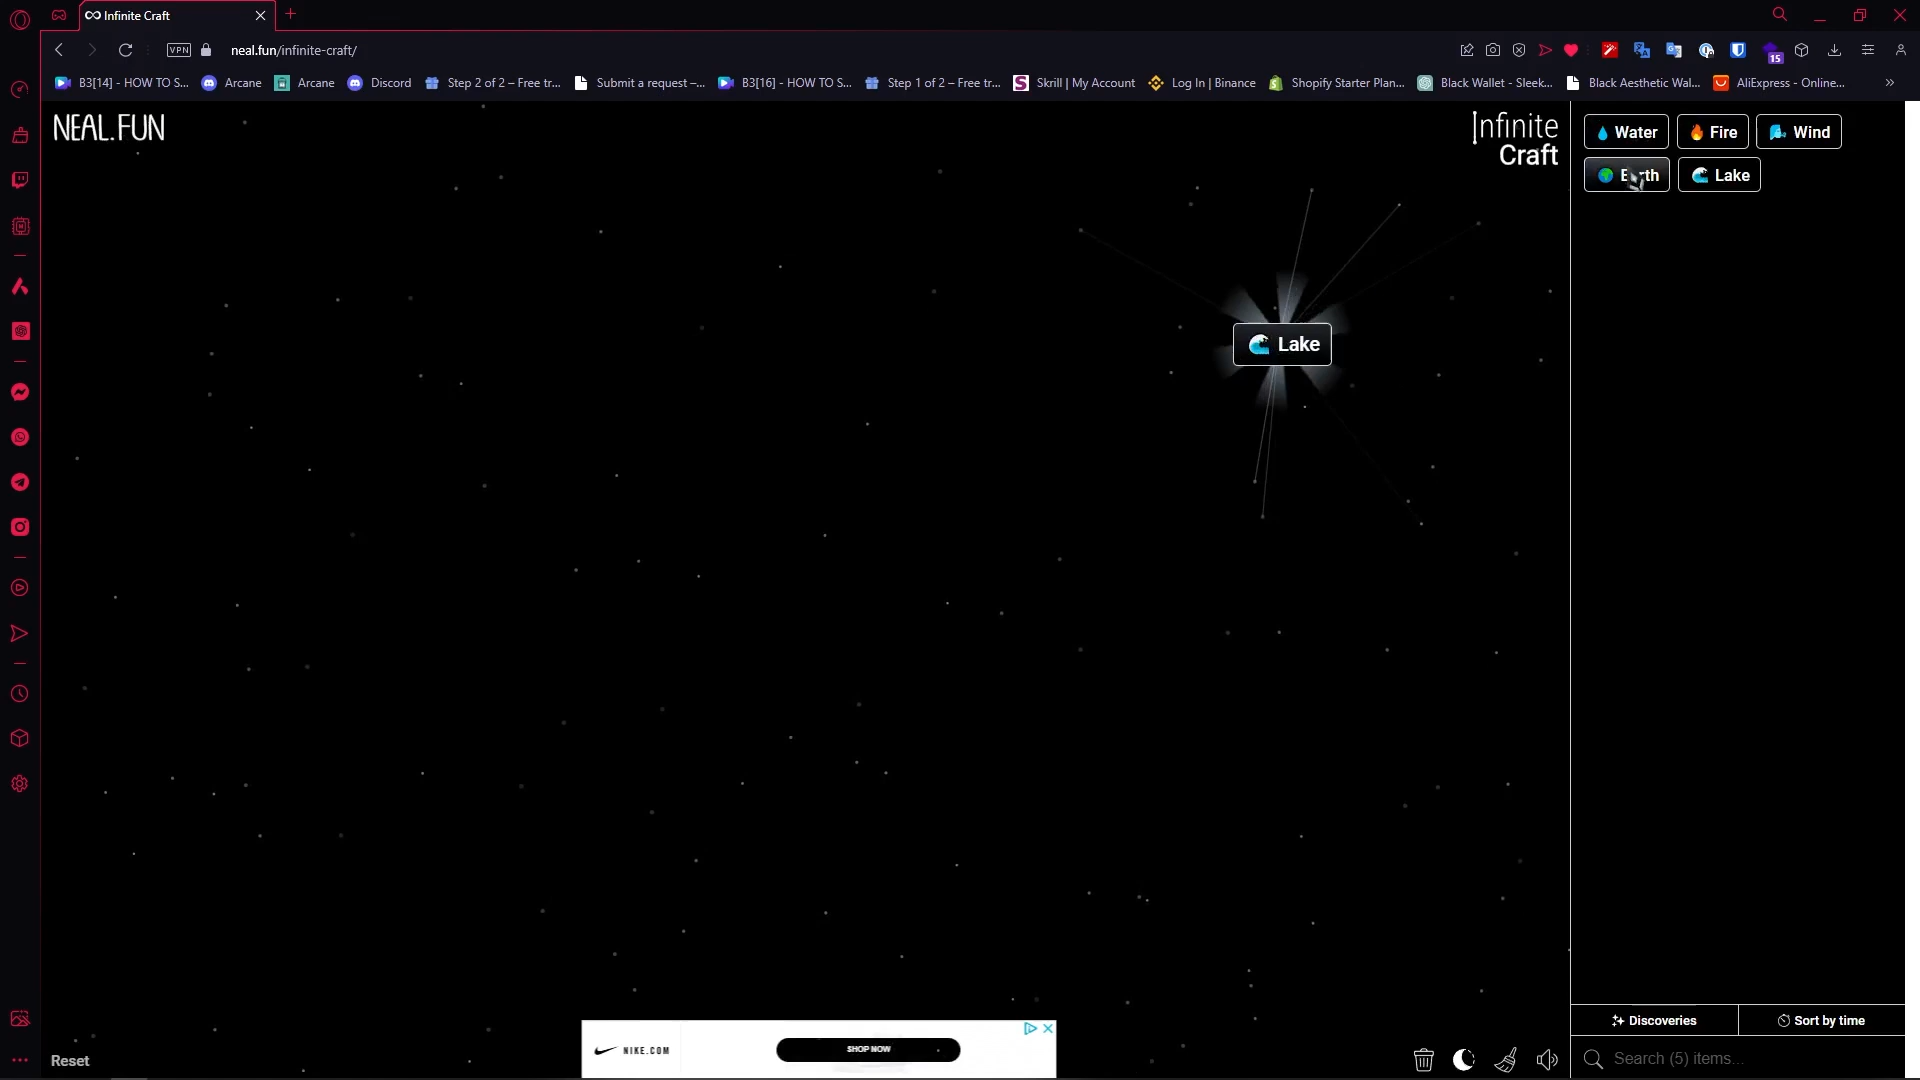 Infinite Craft
VPN
neal.fun/infinite-craft/
15
B3[14] - HOW TO S...
Arcane
Arcane
Discord
Step 2 of 2 – Free tr...
Submit a request –...
B3[16] - HOW TO S...
Step 1 of 2 – Free tr...
Skrill | My Account
Log In | Binance
Shopify Starter Plan...
Black Wallet - Sleek...
Black Aesthetic Wal...
AliExpress - Online...
NEAL.FUN
Infinite
Craft
Water
Fire
Wind
Earth
Lake
Lake
NIKE.COM
SHOP NOW
Reset
Discoveries
Sort by time
Search (5) items...